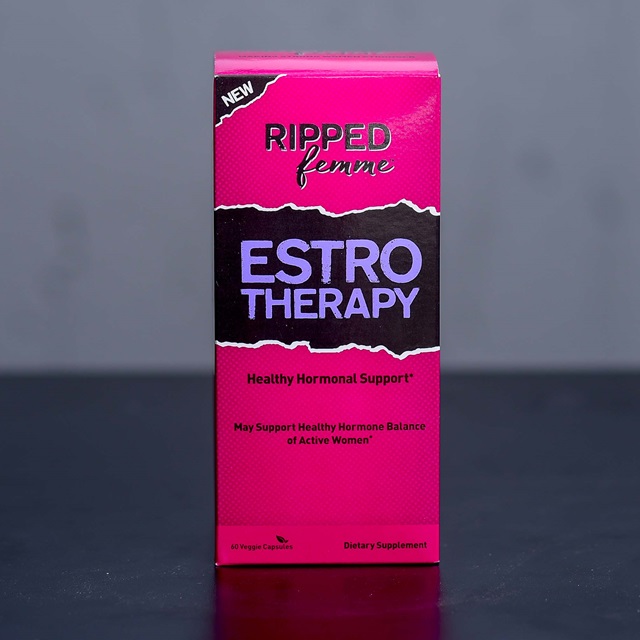 NEW
RIPPED
femme
ESTRO
THERAPY
Healthy Hormonal Support*
May Support Healthy Hormone Balance
of Active Women*
60 Veggie Capsules
Dietary Supplement